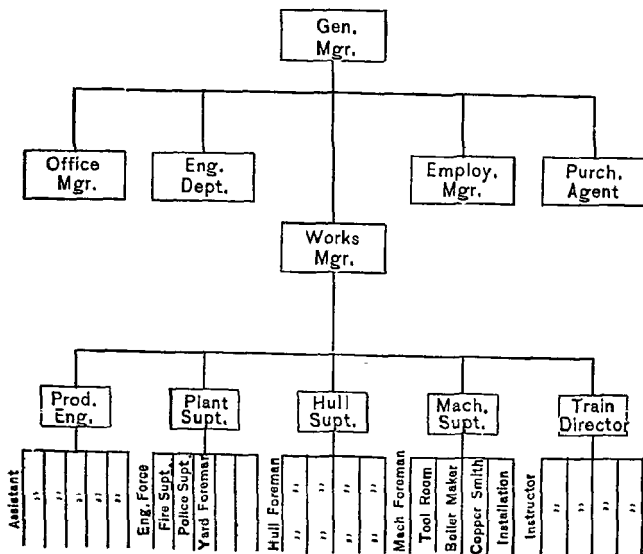 Gen.
Mgr.
Office
Mgr.
Eng.
Dept.
Employ.
Mgr.
Purch.
Agent
Works
Mgr.
Prod.
Eng.
Plant
Supt.
Hull
Supt.
Mach.
Supt.
Train
Director
Assistant
"
"
"
"
"
Eng. Force
Fire Supt.
Police Supt.
Yard Foreman
Hull Foreman
" "
" "
" "
" "
Mach Foreman
Tool Room
Boiler Maker
Copper Smith
Installation
Instructor
"
"
"
"